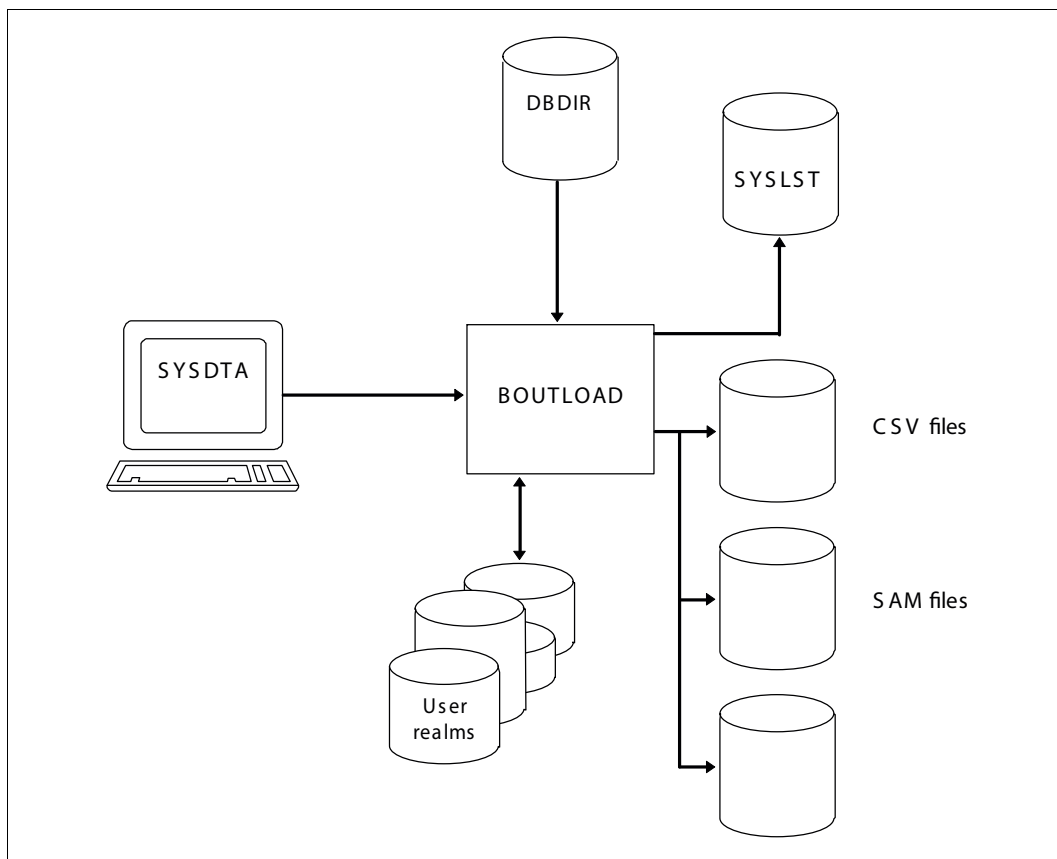 DBDIR
SYSLST
SYSDTA
BOUTLOAD
CSV files
SAM files
User
realms